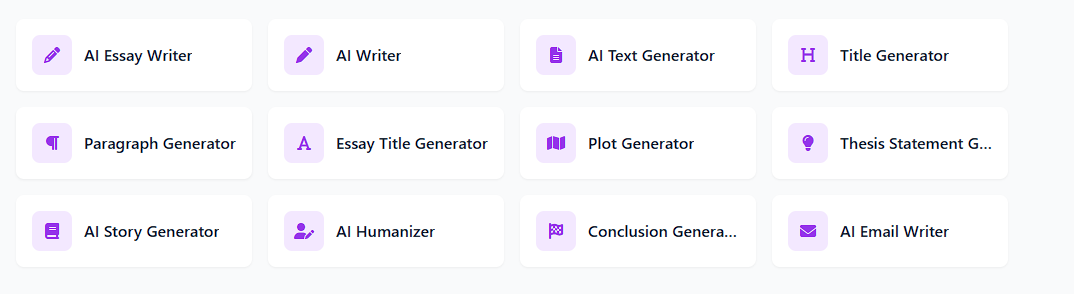 AI Essay Writer
AI Writer
AI Text Generator
Title Generator
Paragraph Generator
Essay Title Generator
Plot Generator
Thesis Statement G...
AI Story Generator
AI Humanizer
Conclusion Genera...
AI Email Writer